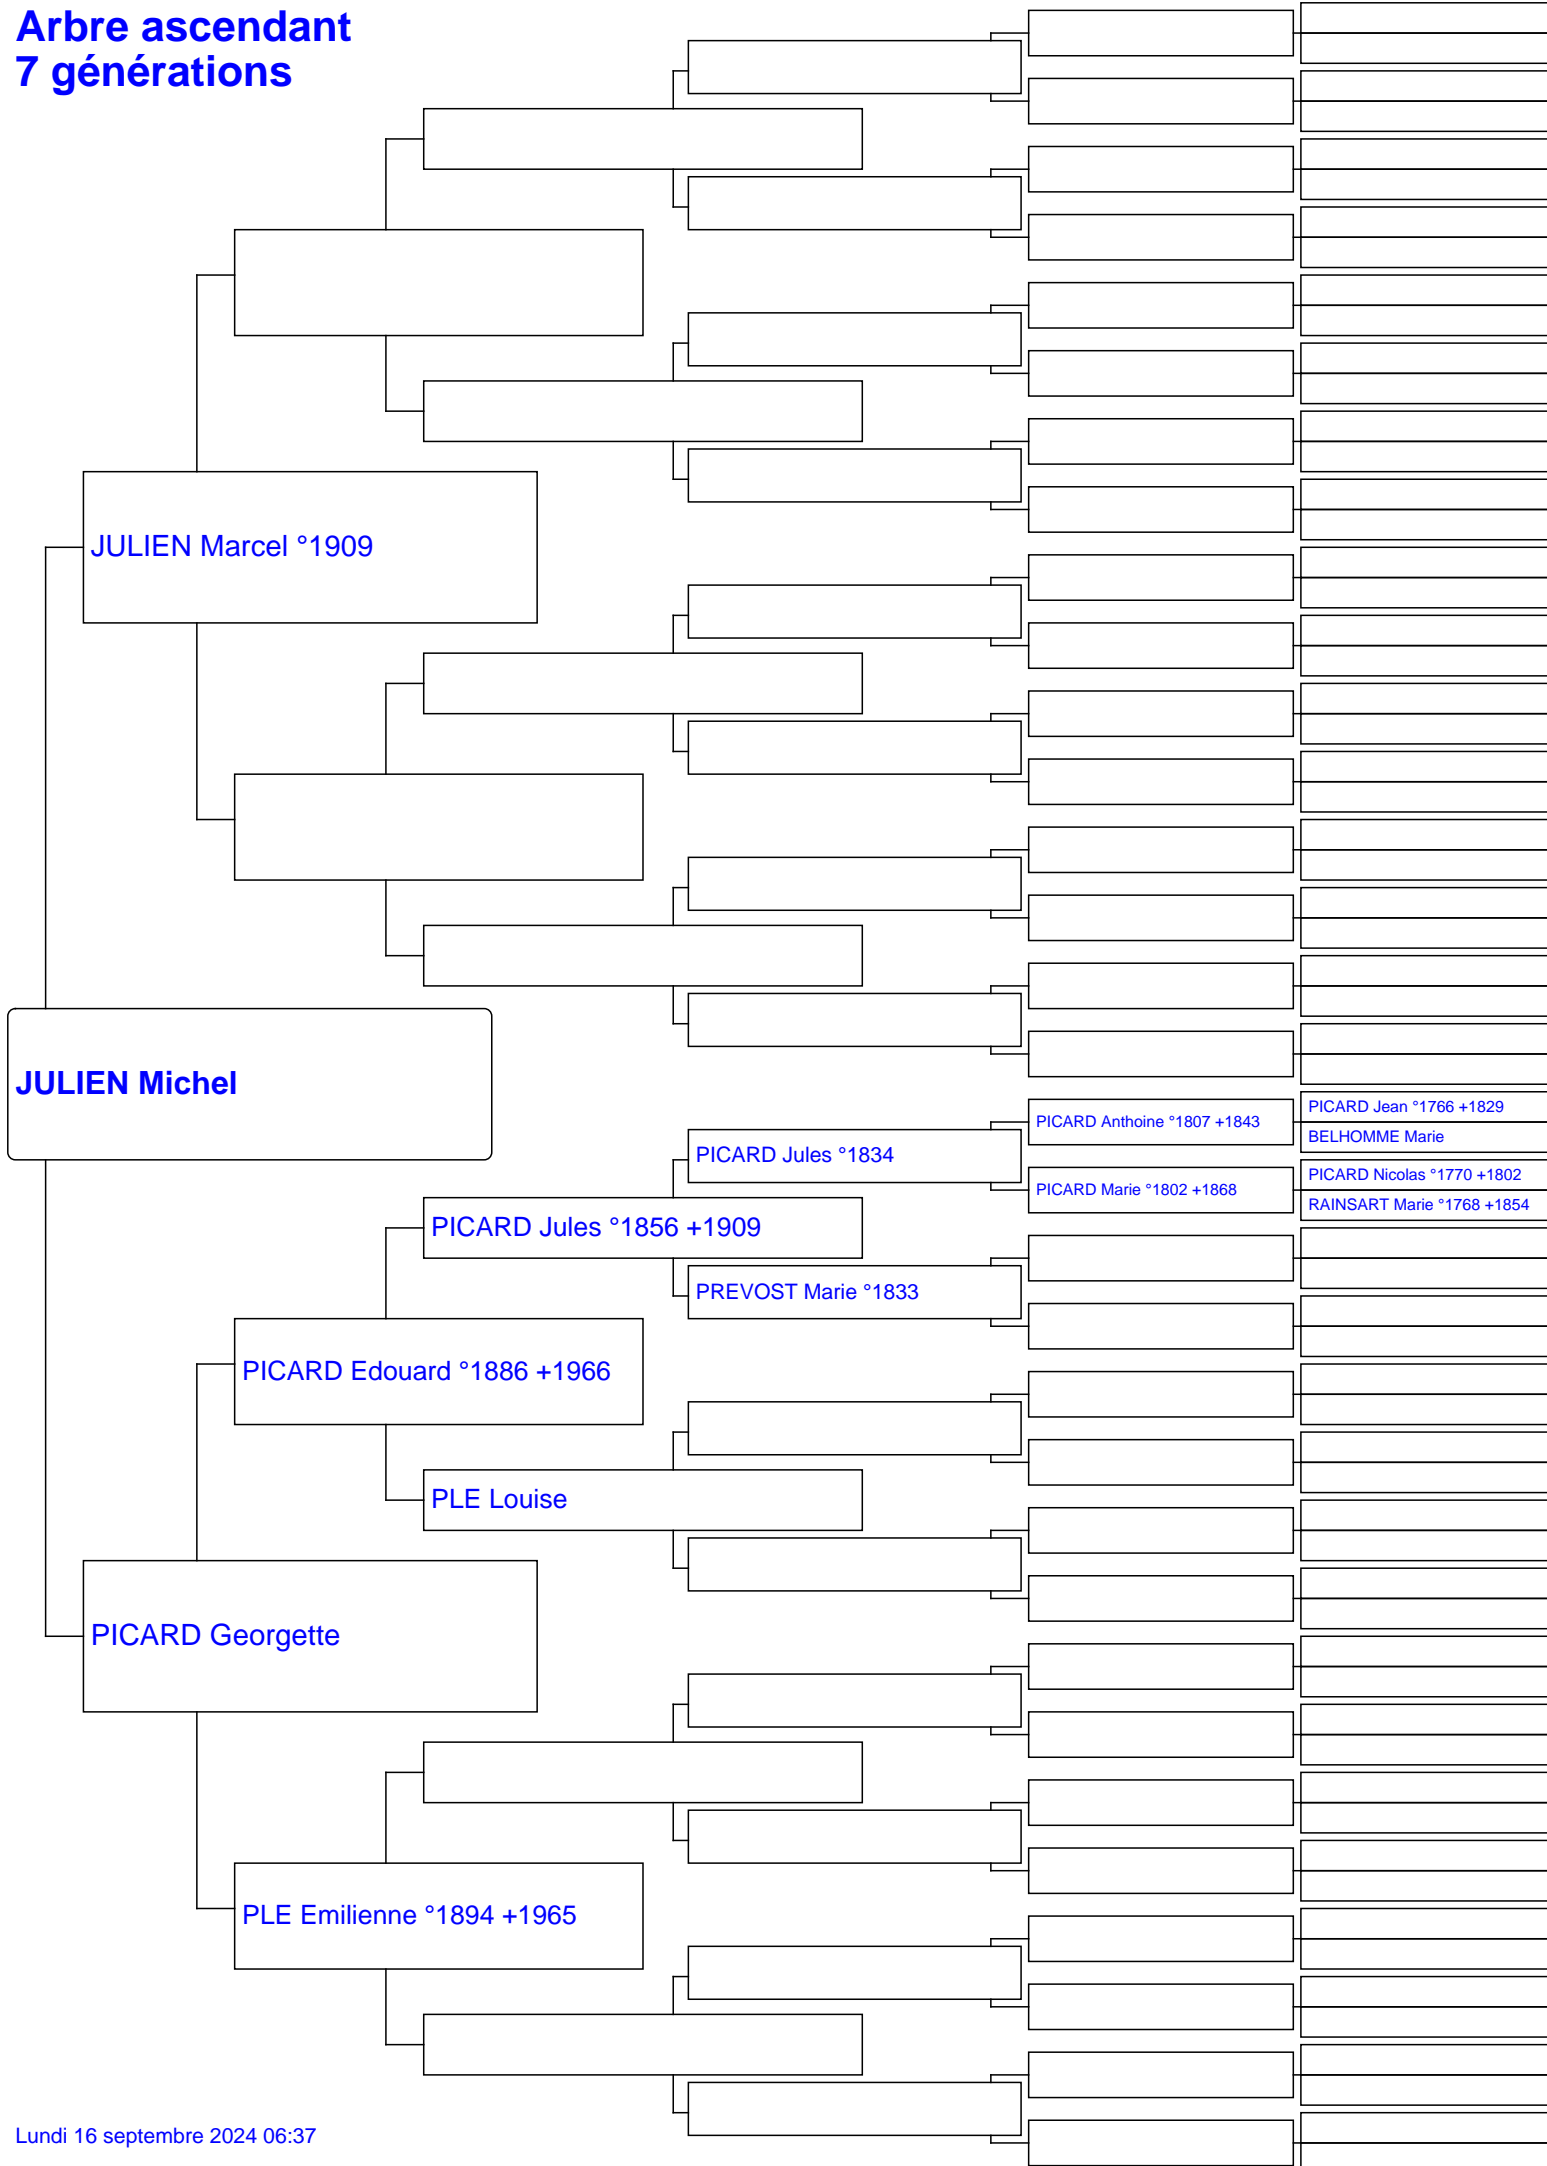 Arbre ascendant
7 générations
JULIEN Marcel °1909
JULIEN Michel
PICARD Anthoine °1807 +1843
PICARD Jean °1766 +1829
BELHOMME Marie
PICARD Jules °1834
PICARD Marie °1802 +1868
PICARD Nicolas °1770 +1802
RAINSART Marie °1768 +1854
PICARD Jules °1856 +1909
PREVOST Marie °1833
PICARD Edouard °1886 +1966
PLE Louise
PICARD Georgette
PLE Emilienne °1894 +1965
Lundi 16 septembre 2024 06:37